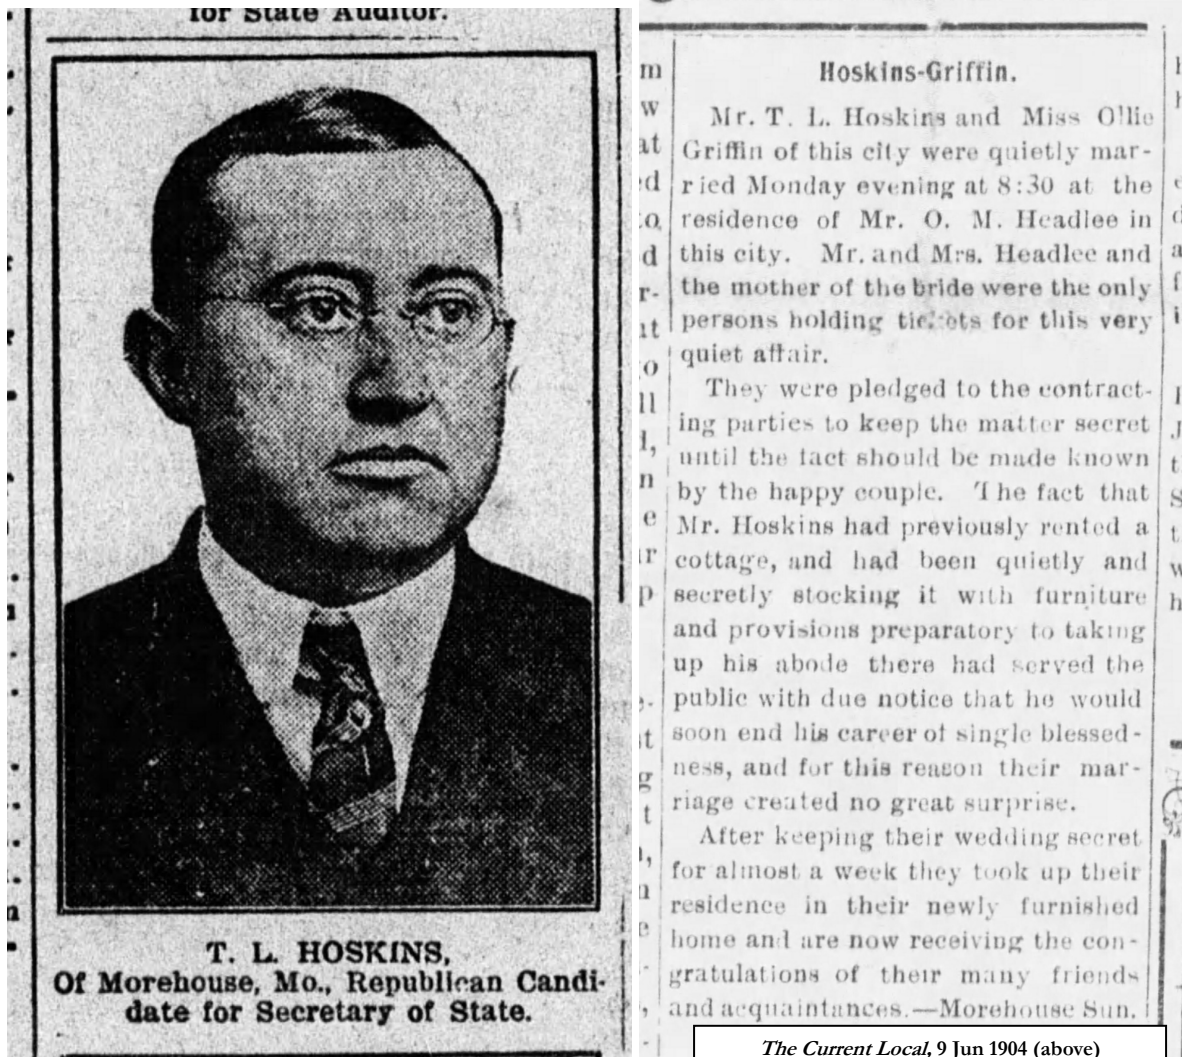 for State Auditor.
T. L. HOSKINS,
Of Morehouse, Mo., Republican Candi-
date for Secretary of State.
Hoskins-Griffin.
Mr. T. L. Hoskins and Miss Ollie
Griffin of this city were quietly mar-
ried Monday evening at 8:30 at the
residence of Mr. O. M. Headlee in
this city. Mr. and Mrs. Headlee and
the mother of the bride were the only
persons holding tickets for this very
quiet affair.
They were pledged to the contract-
ing parties to keep the matter secret
until the fact should be made known
by the happy couple. The fact that
Mr. Hoskins had previously rented a
cottage, and had been quietly and
secretly stocking it with furniture
and provisions preparatory to taking
up his abode there had served the
public with due notice that he would
soon end his career of single blessed-
ness, and for this reason their mar-
riage created no great surprise.
After keeping their wedding secret
for almost a week they took up their
residence in their newly furnished
home and are now receiving the con-
gratulations of their many friends
and acquaintances.—Morehouse Sun.
The Current Local, 9 Jun 1904 (above)